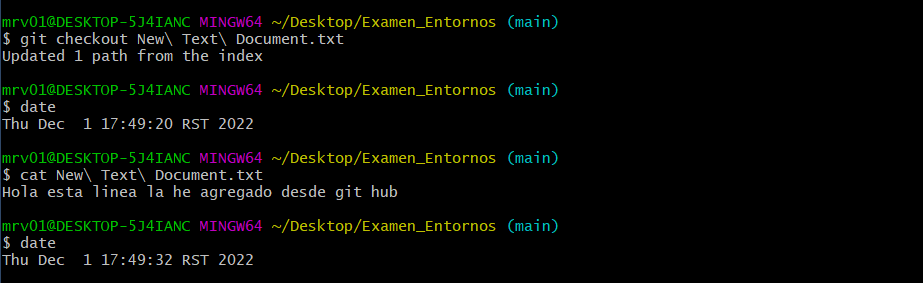 mrv01@DESKTOP-5J4IANC MINGW64 ~/Desktop/Examen_Entornos (main)
$ git checkout New\ Text\ Document.txt
Updated 1 path from the index
mrv01@DESKTOP-5J4IANC MINGW64 ~/Desktop/Examen_Entornos (main)
$ date
Thu Dec  1 17:49:20 RST 2022
mrv01@DESKTOP-5J4IANC MINGW64 ~/Desktop/Examen_Entornos (main)
$ cat New\ Text\ Document.txt
Hola esta linea la he agregado desde git hub
mrv01@DESKTOP-5J4IANC MINGW64 ~/Desktop/Examen_Entornos (main)
$ date
Thu Dec  1 17:49:32 RST 2022